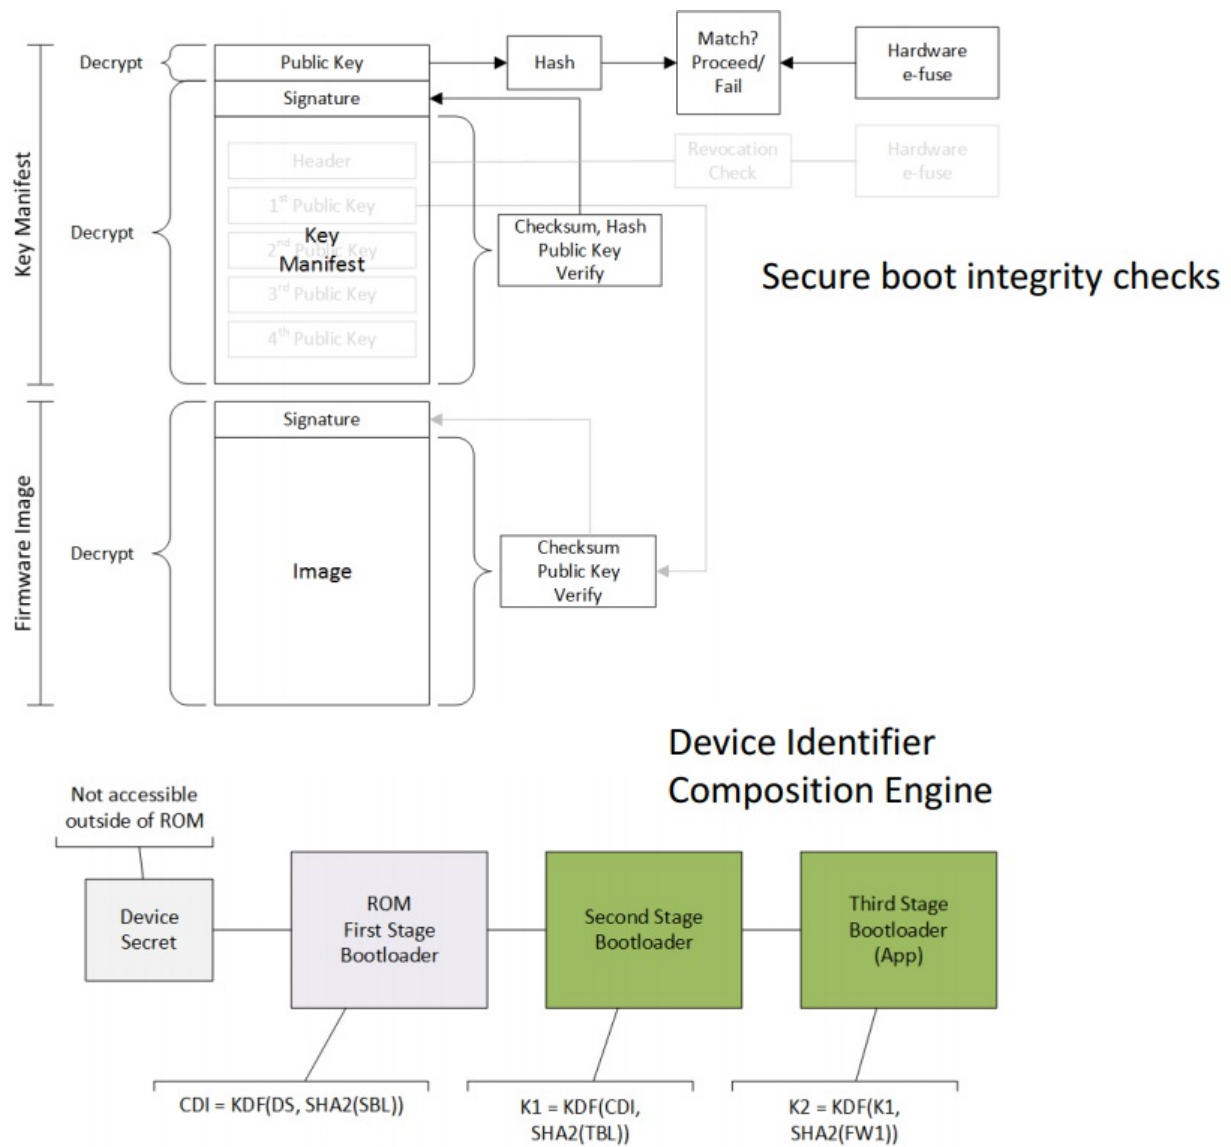 Decrypt
Public Key
Hash
Match?
Proceed/
Fail
Hardware
e-fuse
Signature
Key Manifest
Decrypt
Header
Revocation
Check
Hardware
e-fuse
1st Public Key
2nd Public Key
3rd Public Key
4th Public Key
Key
Manifest
Checksum, Hash
Public Key
Verify
Secure boot integrity checks
Firmware Image
Signature
Decrypt
Image
Checksum
Public Key
Verify
Device Identifier
Composition Engine
Not accessible
outside of ROM
Device
Secret
ROM
First Stage
Bootloader
Second Stage
Bootloader
Third Stage
Bootloader
(App)
CDI = KDF(DS, SHA2(SBL))
K1 = KDF(CDI,
SHA2(TBL))
K2 = KDF(K1,
SHA2(FW1))